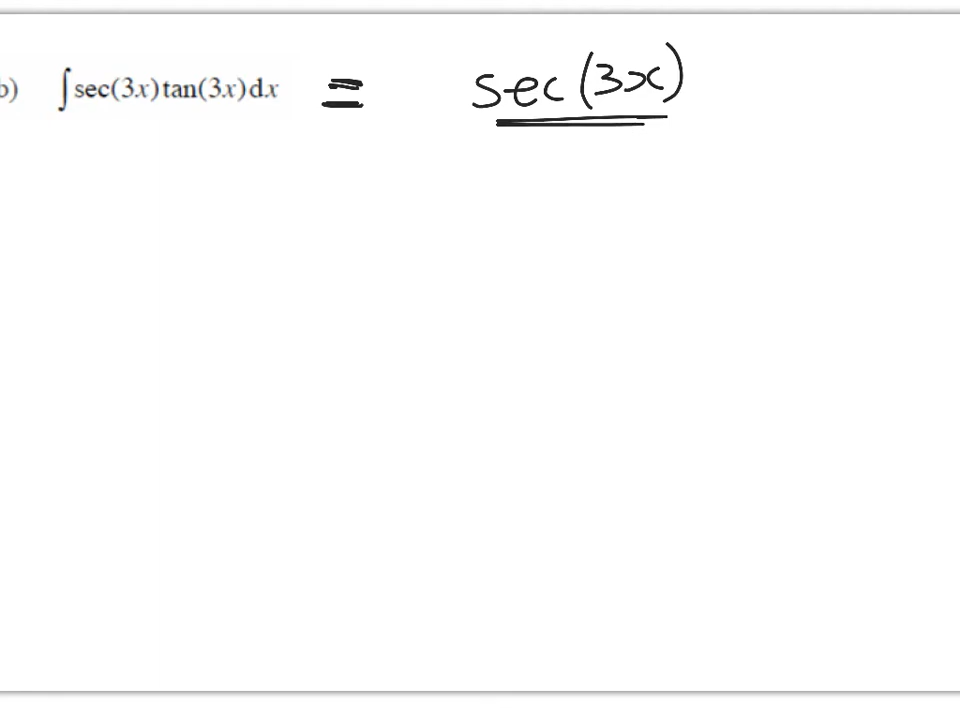 b) ∫sec(3x)tan(3x)dx = sec(3x)